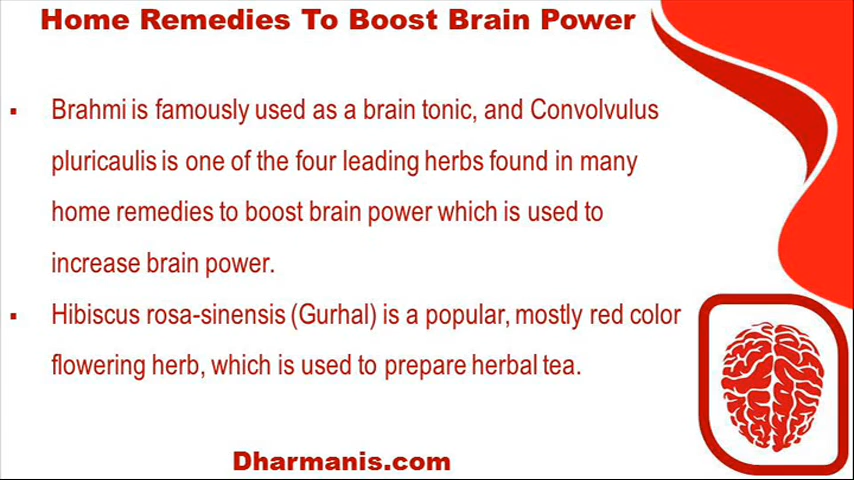 Home Remedies To Boost Brain Power
▪ Brahmi is famously used as a brain tonic, and Convolvulus
pluricaulis is one of the four leading herbs found in many
home remedies to boost brain power which is used to
increase brain power.
▪ Hibiscus rosa-sinensis (Gurhal) is a popular, mostly red color
flowering herb, which is used to prepare herbal tea.
Dharmanis.com